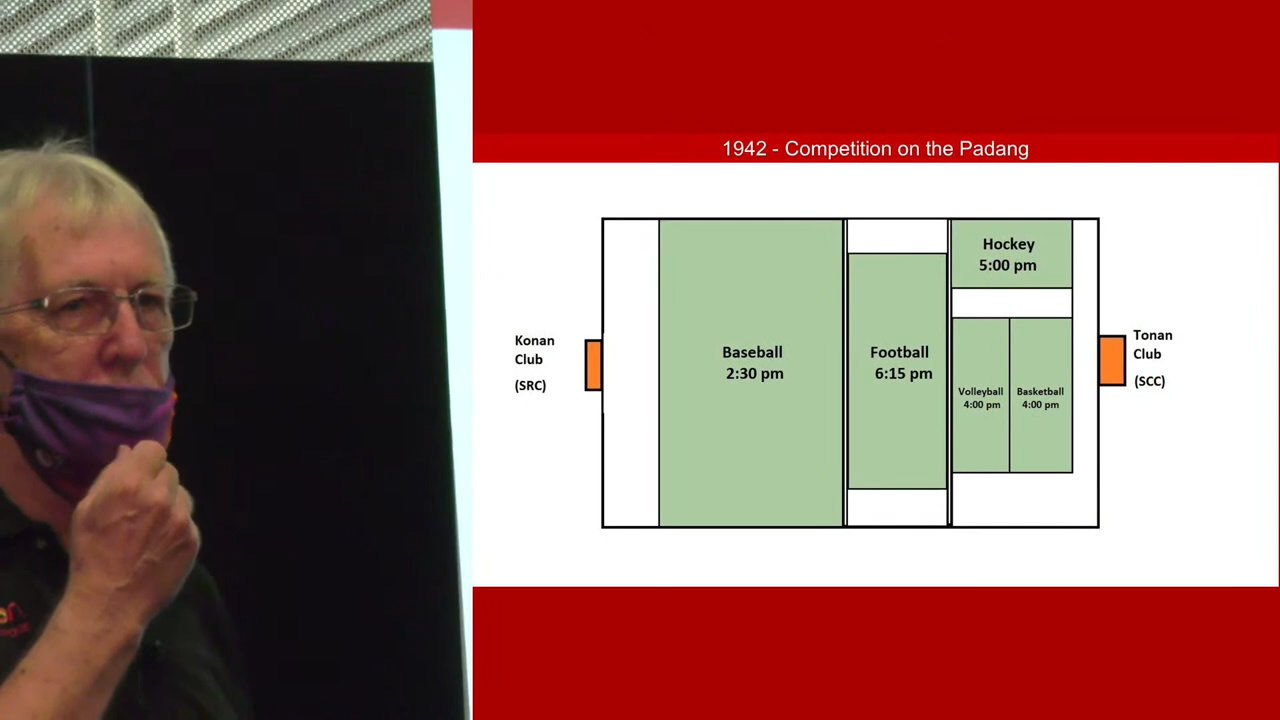 1942 - Competition on the Padang
Hockey
5:00 pm
Konan
Club
(SRC)
Baseball
2:30 pm
Football
6:15 pm
Volleyball
4:00 pm
Basketball
4:00 pm
Tonan
Club
(SCC)